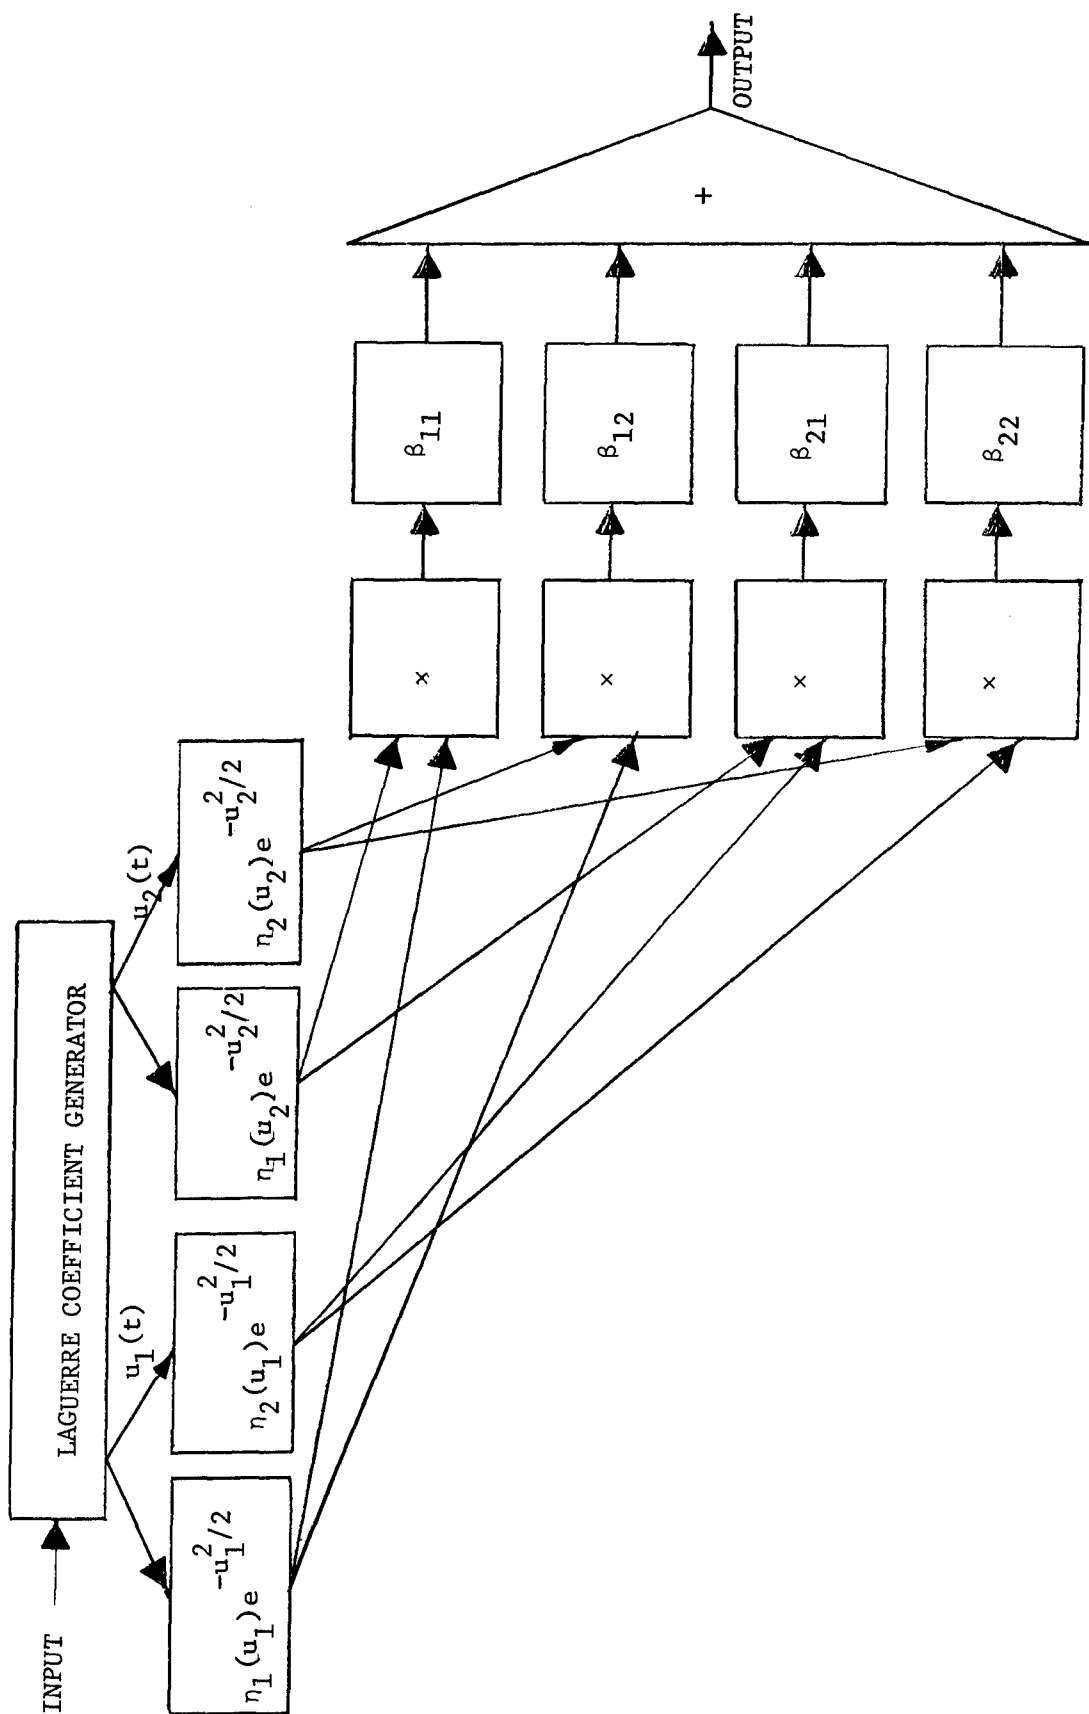 INPUT
LAGUERRE COEFFICIENT GENERATOR
u₁(t)
u₂(t)
η₁(u₁)e^(-u₁²/2)
η₂(u₁)e^(-u₁²/2)
η₁(u₂)e^(-u₂²/2)
η₂(u₂)e^(-u₂²/2)
×
×
×
×
β₁₁
β₁₂
β₂₁
β₂₂
+
OUTPUT